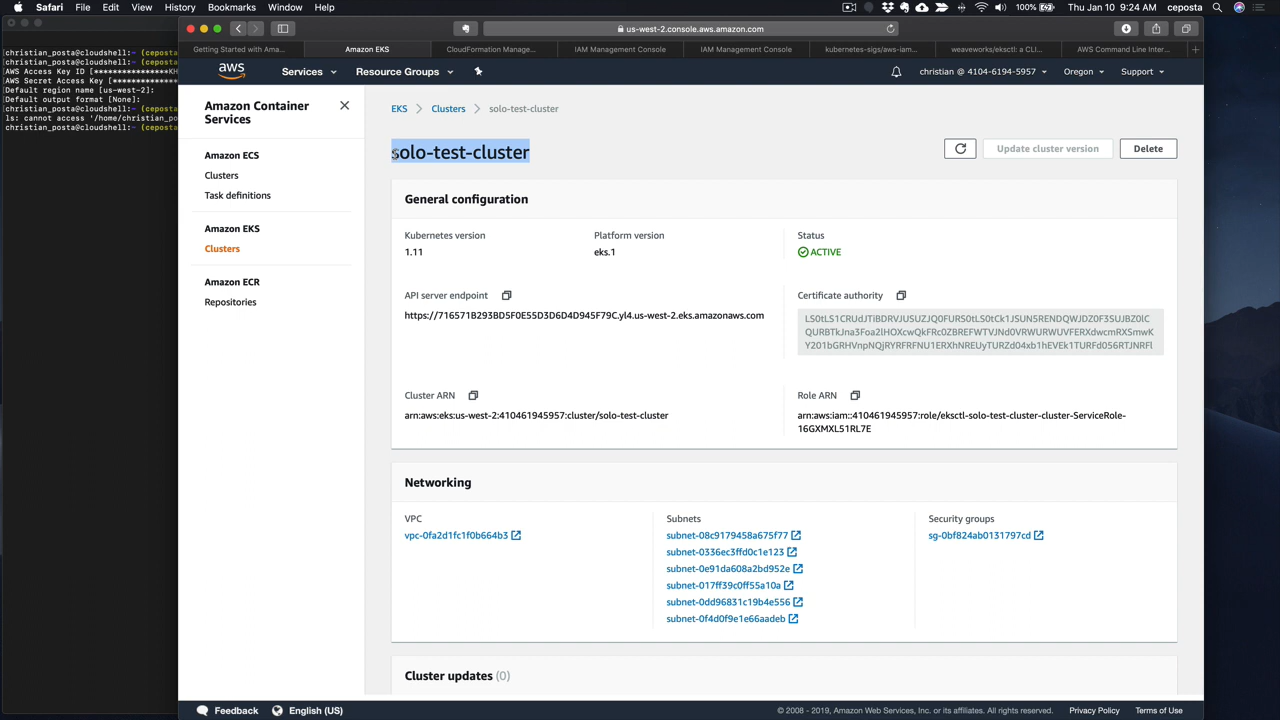 Safari File Edit View History Bookmarks Window Help
100% Thu Jan 10 9:24 AM ceposta
us-west-2.console.aws.amazon.com
Getting Started with Ama... Amazon EKS CloudFormation Manage... IAM Management Console IAM Management Console kubernetes-sigs/aws-iam... weaveworks/eksctl: a CLI... AWS Command Line Inter...
christian_posta@cloudshell:~ (ceposta
christian_posta@cloudshell:~ (ceposta
AWS Access Key ID [****************KH
AWS Secret Access Key [**************
Default region name [us-west-2]:
Default output format [None]:
christian_posta@cloudshell:~ (ceposta
ls: cannot access '/home/christian_po
christian_posta@cloudshell:~ (ceposta
aws Services Resource Groups christian @ 4104-6194-5957 Oregon Support
Amazon Container
Services
Amazon ECS
Clusters
Task definitions
Amazon EKS
Clusters
Amazon ECR
Repositories
EKS Clusters solo-test-cluster
solo-test-cluster
Update cluster version Delete
General configuration
Kubernetes version
1.11
Platform version
eks.1
Status
ACTIVE
API server endpoint
https://716571B293BD5F0E55D3D6D4D945F79C.yl4.us-west-2.eks.amazonaws.com
Certificate authority
Cluster ARN
arn:aws:eks:us-west-2:410461945957:cluster/solo-test-cluster
Role ARN
arn:aws:iam::410461945957:role/eksctl-solo-test-cluster-cluster-ServiceRole-
16GXMXL51RL7E
Networking
VPC
vpc-0fa2d1fc1f0b664b3
Subnets
subnet-08c9179458a675f77
subnet-0336ec3ffd0c1e123
subnet-0e91da608a2bd952e
subnet-017ff39c0ff55a10a
subnet-0dd96831c19b4e556
subnet-0f4d0f9e1e66aadeb
Security groups
sg-0bf824ab0131797cd
Cluster updates (0)
Feedback English (US)
© 2008 - 2019, Amazon Web Services, Inc. or its affiliates. All rights reserved. Privacy Policy Terms of Use